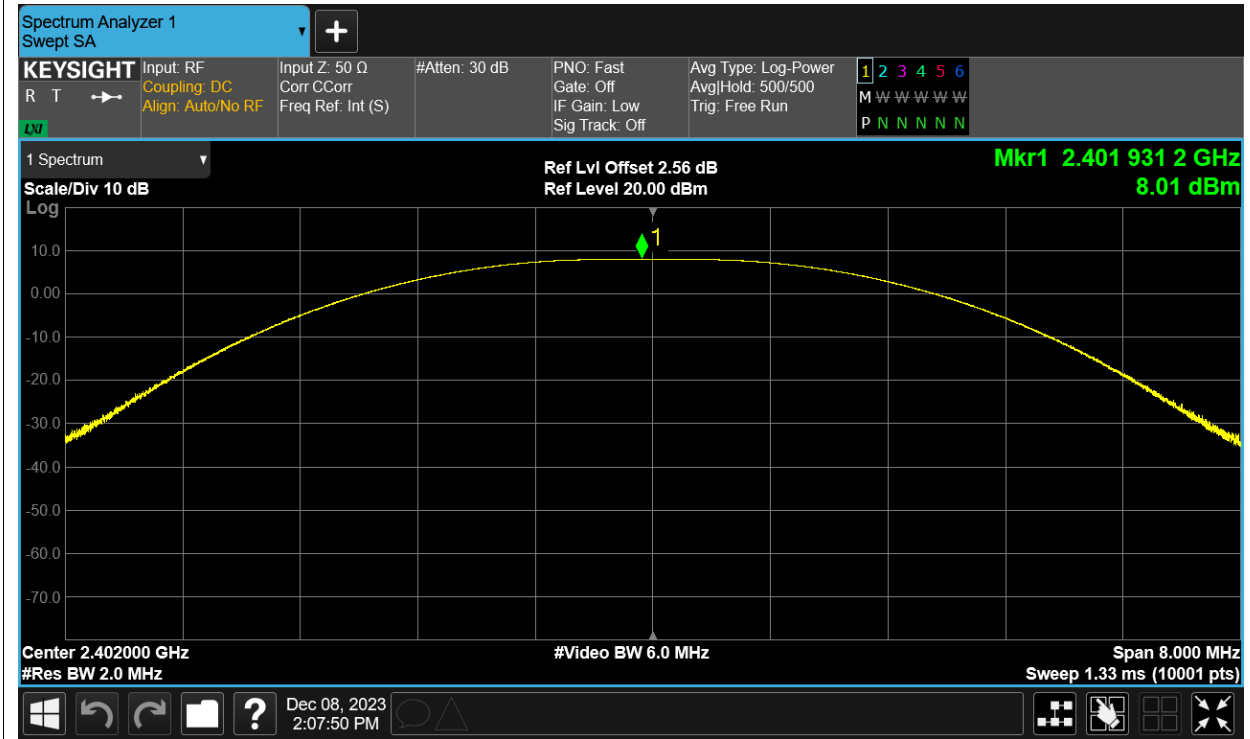 Spectrum Analyzer 1
Swept SA
▼
+
KEYSIGHT
R T
LXI
Input: RF
Coupling: DC
Align: Auto/No RF
Input Z: 50 Ω
Corr CCorr
Freq Ref: Int (S)
#Atten: 30 dB
PNO: Fast
Gate: Off
IF Gain: Low
Sig Track: Off
Avg Type: Log-Power
Avg|Hold: 500/500
Trig: Free Run
1 2 3 4 5 6
M W W W W W
P N N N N N
1 Spectrum ▼
Scale/Div 10 dB
Log
Ref Lvl Offset 2.56 dB
Ref Level 20.00 dBm
Mkr1 2.401 931 2 GHz
8.01 dBm
1
10.0
0.00
-10.0
-20.0
-30.0
-40.0
-50.0
-60.0
-70.0
Center 2.402000 GHz
#Res BW 2.0 MHz
#Video BW 6.0 MHz
Span 8.000 MHz
Sweep 1.33 ms (10001 pts)
?
Dec 08, 2023
2:07:50 PM